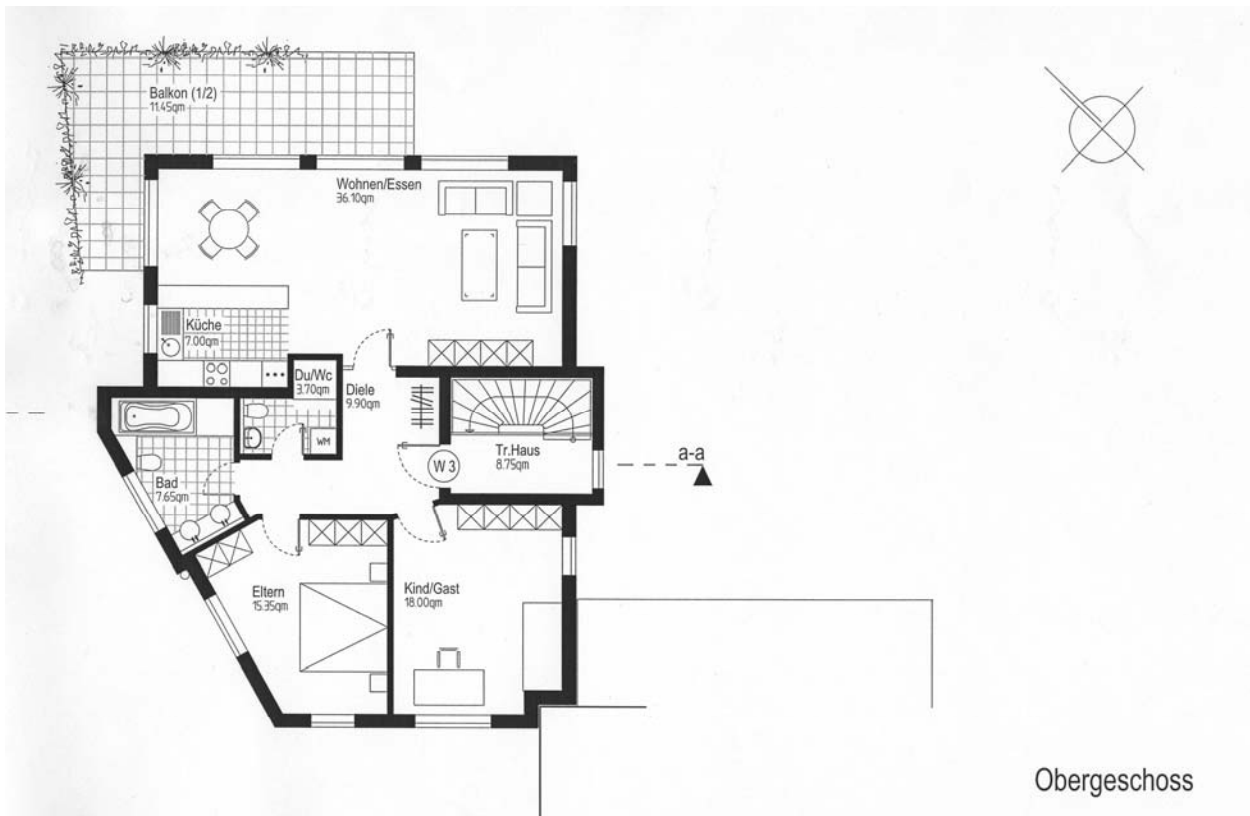 Balkon (1/2)
11.45qm
Wohnen/Essen
36.10qm
Küche
7.00qm
Du/Wc
3.70qm
Diele
9.90qm
WM
W 3
Tr.Haus
8.75qm
a-a
Bad
7.65qm
Eltern
15.35qm
Kind/Gast
18.00qm
Obergeschoss